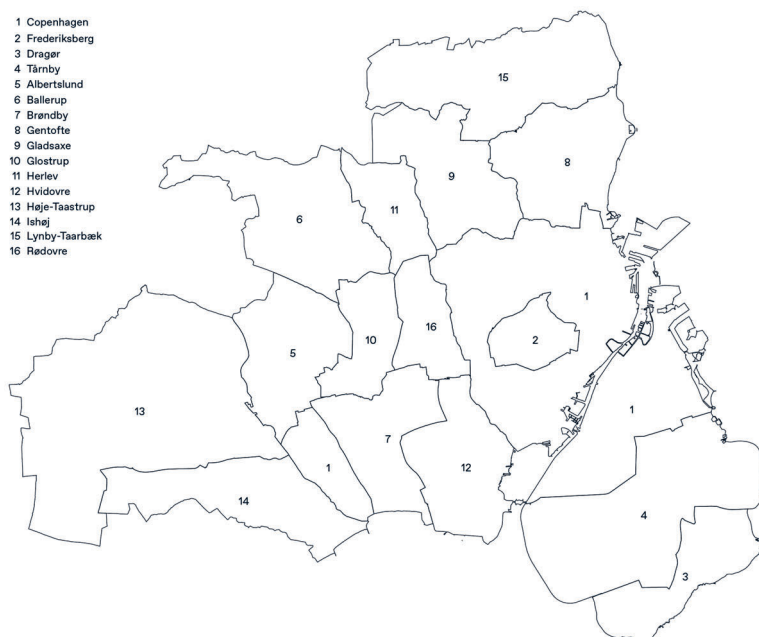 1 Copenhagen
2 Frederiksberg
3 Dragør
4 Tårnby
5 Albertslund
6 Ballerup
7 Brøndby
8 Gentofte
9 Gladsaxe
10 Glostrup
11 Herlev
12 Hvidovre
13 Høje-Taastrup
14 Ishøj
15 Lynby-Taarbæk
16 Rødovre
15
8
9
6
11
1
16
2
10
5
13
1
7
12
1
14
4
3